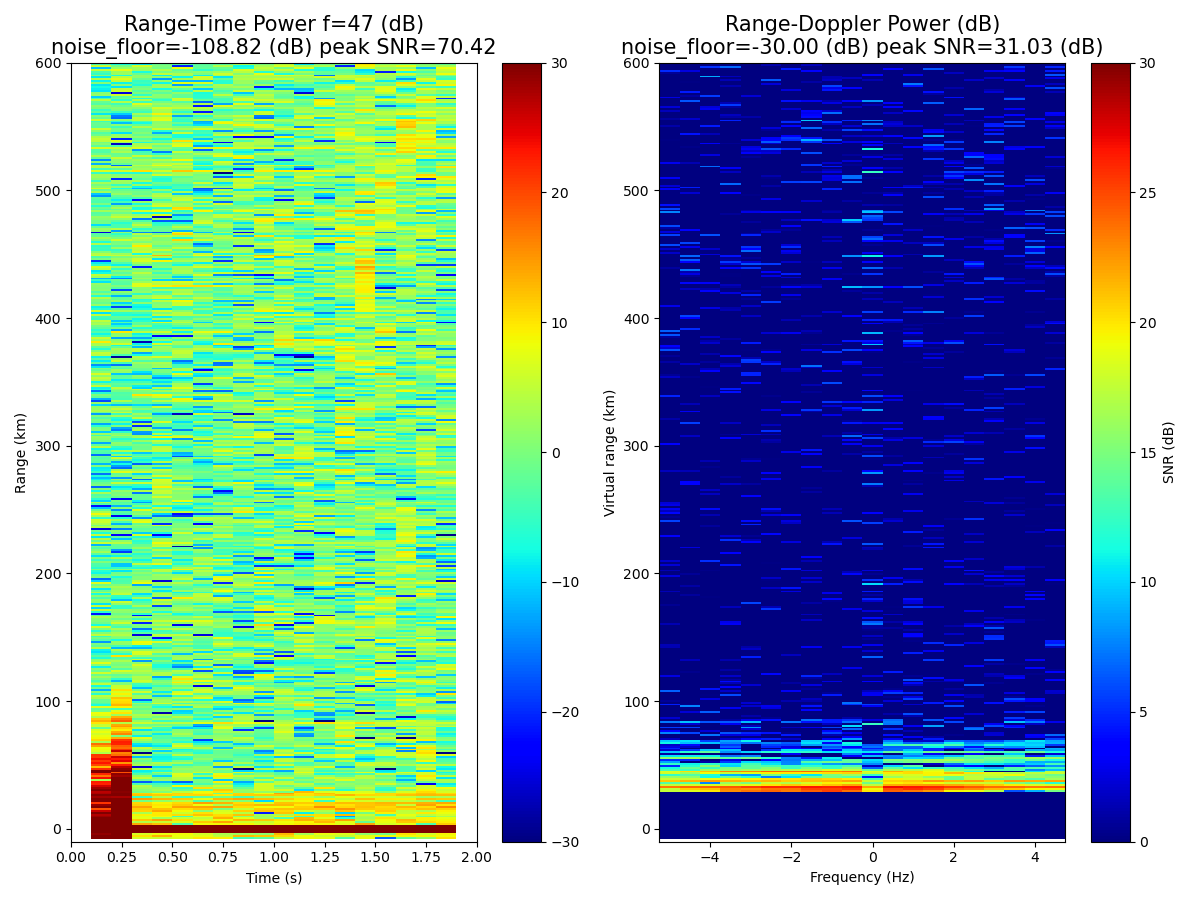 Range-Time Power f=47 (dB)
noise_floor=-108.82 (dB) peak SNR=70.42
Range-Doppler Power (dB)
noise_floor=-30.00 (dB) peak SNR=31.03 (dB)
600
500
400
300
200
100
0
Range (km)
0.00 0.25 0.50 0.75 1.00 1.25 1.50 1.75 2.00
Time (s)
30
20
10
0
−10
−20
−30
600
500
400
300
200
100
0
Virtual range (km)
−4 −2 0 2 4
Frequency (Hz)
30
25
20
15
10
5
0
SNR (dB)